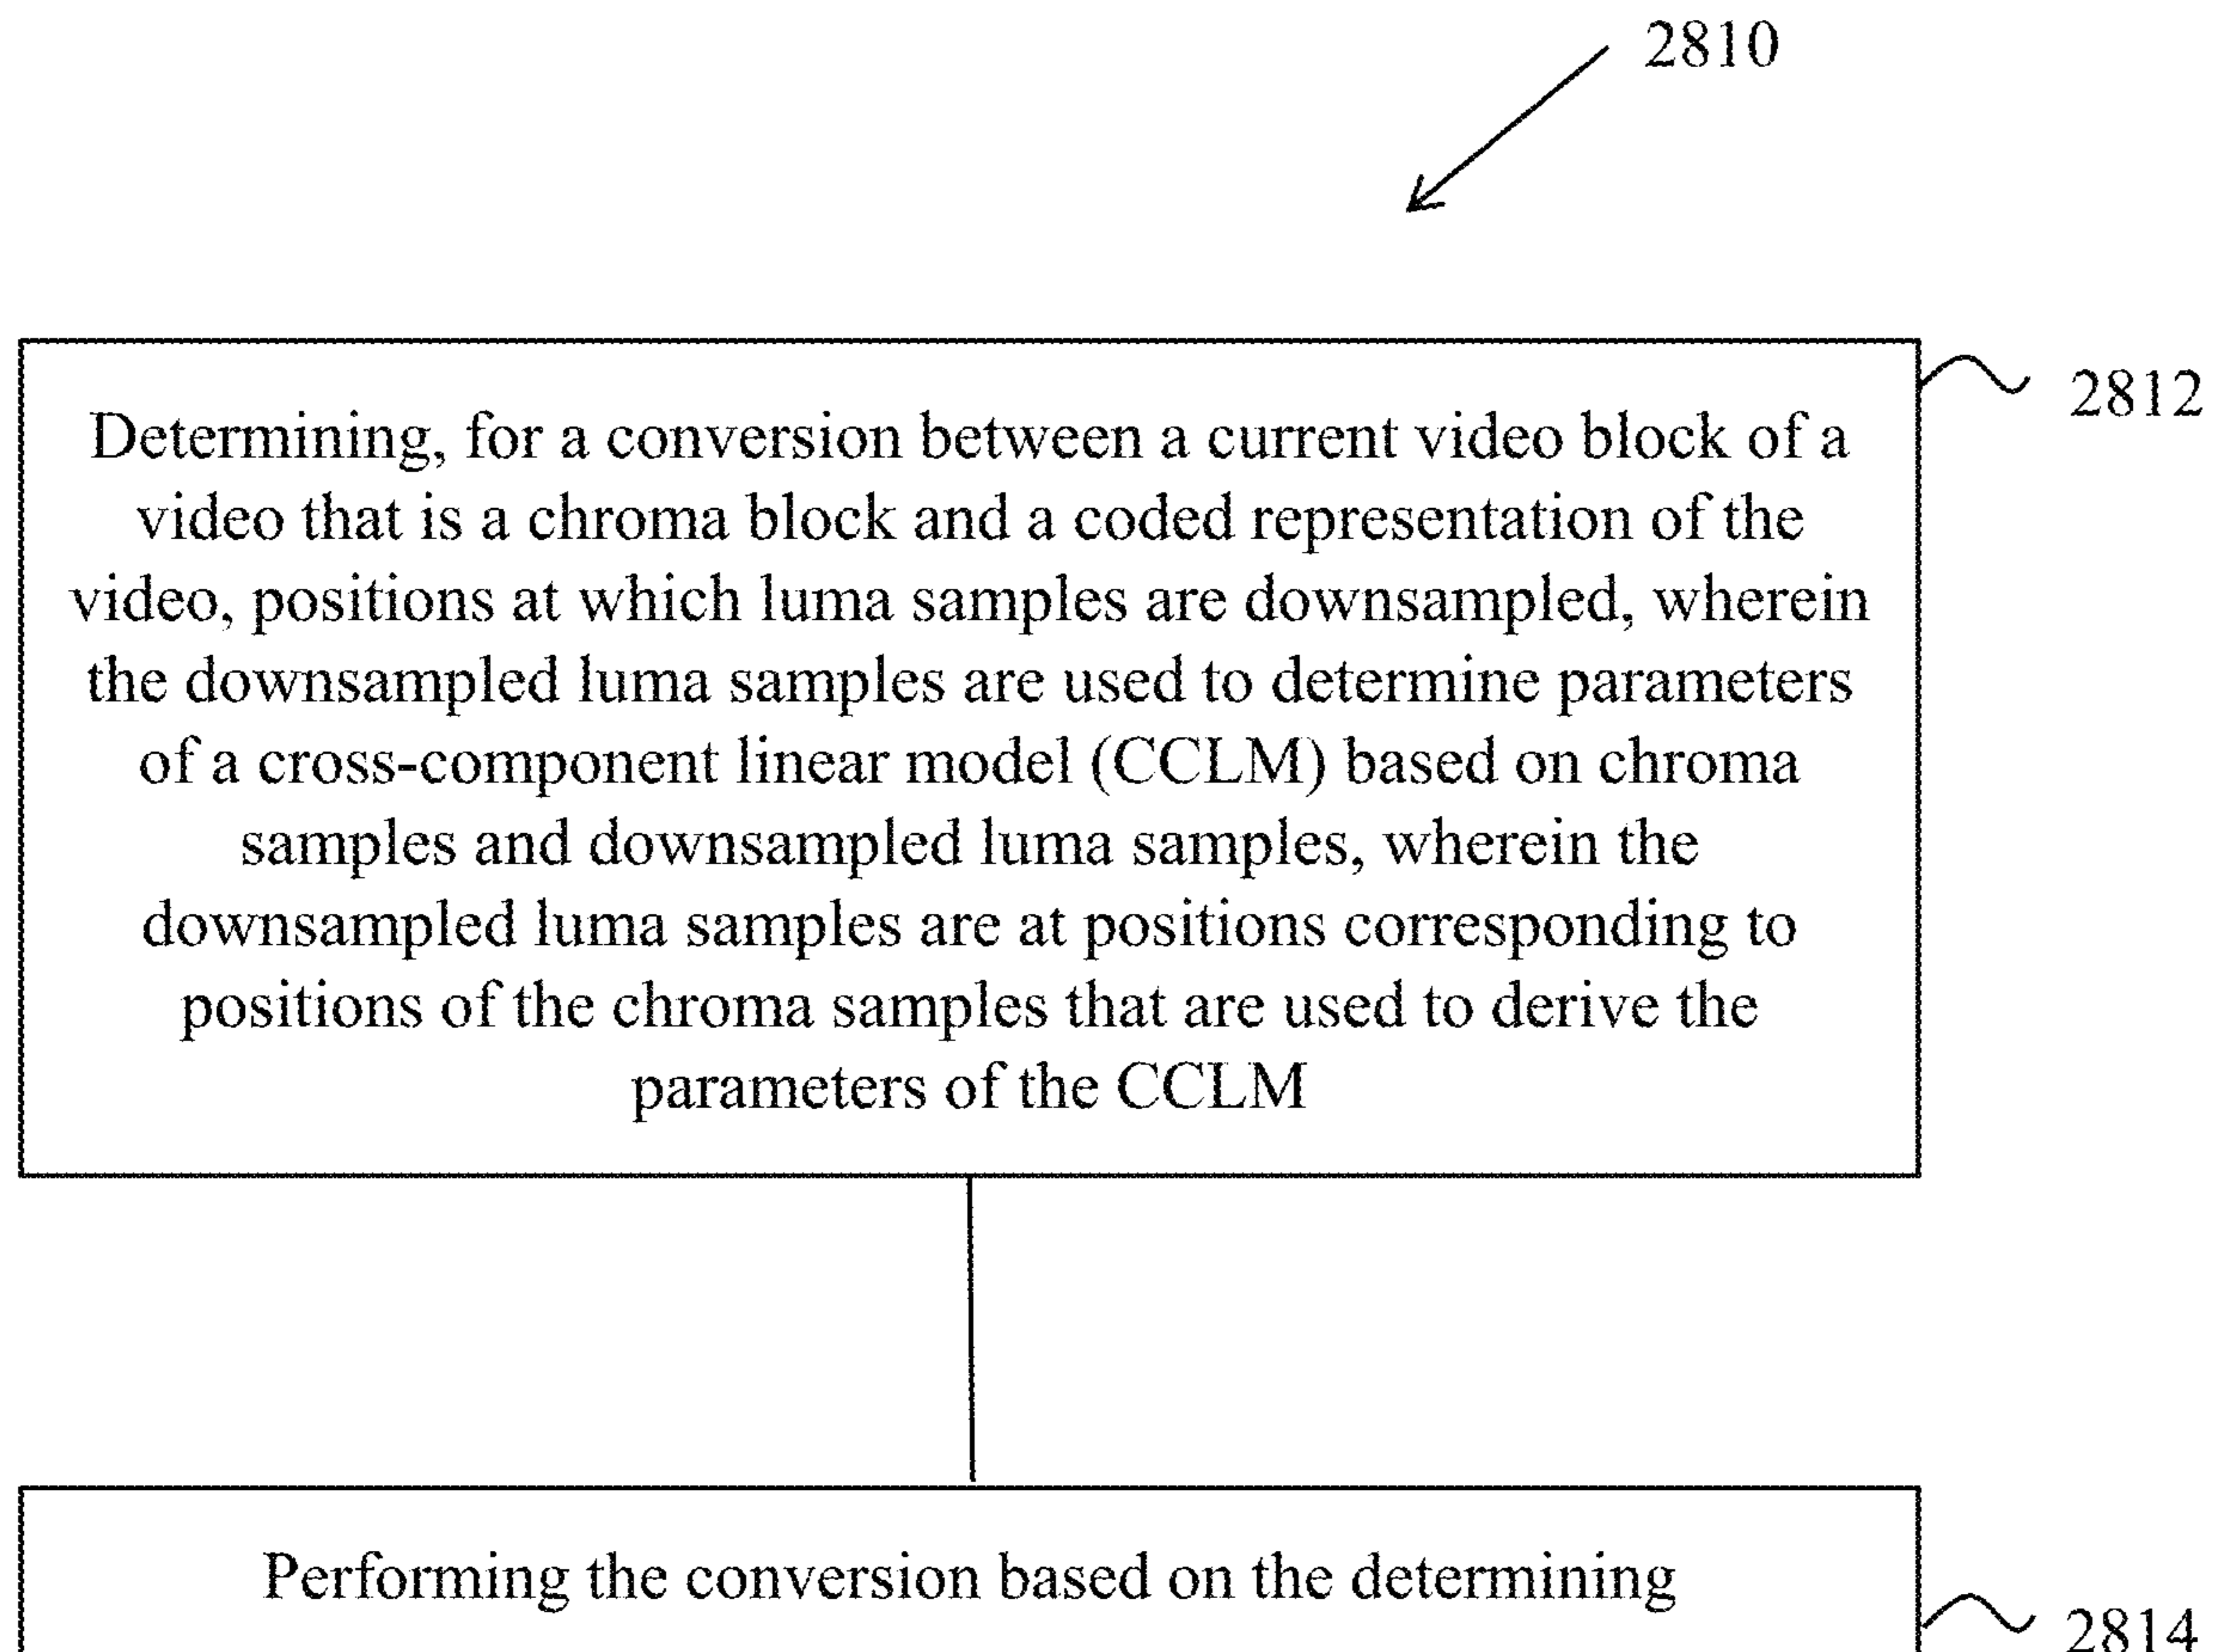 2810
2812
Determining, for a conversion between a current video block of a
video that is a chroma block and a coded representation of the
video, positions at which luma samples are downsampled, wherein
the downsampled luma samples are used to determine parameters
of a cross-component linear model (CCLM) based on chroma
samples and downsampled luma samples, wherein the
downsampled luma samples are at positions corresponding to
positions of the chroma samples that are used to derive the
parameters of the CCLM
Performing the conversion based on the determining
2814